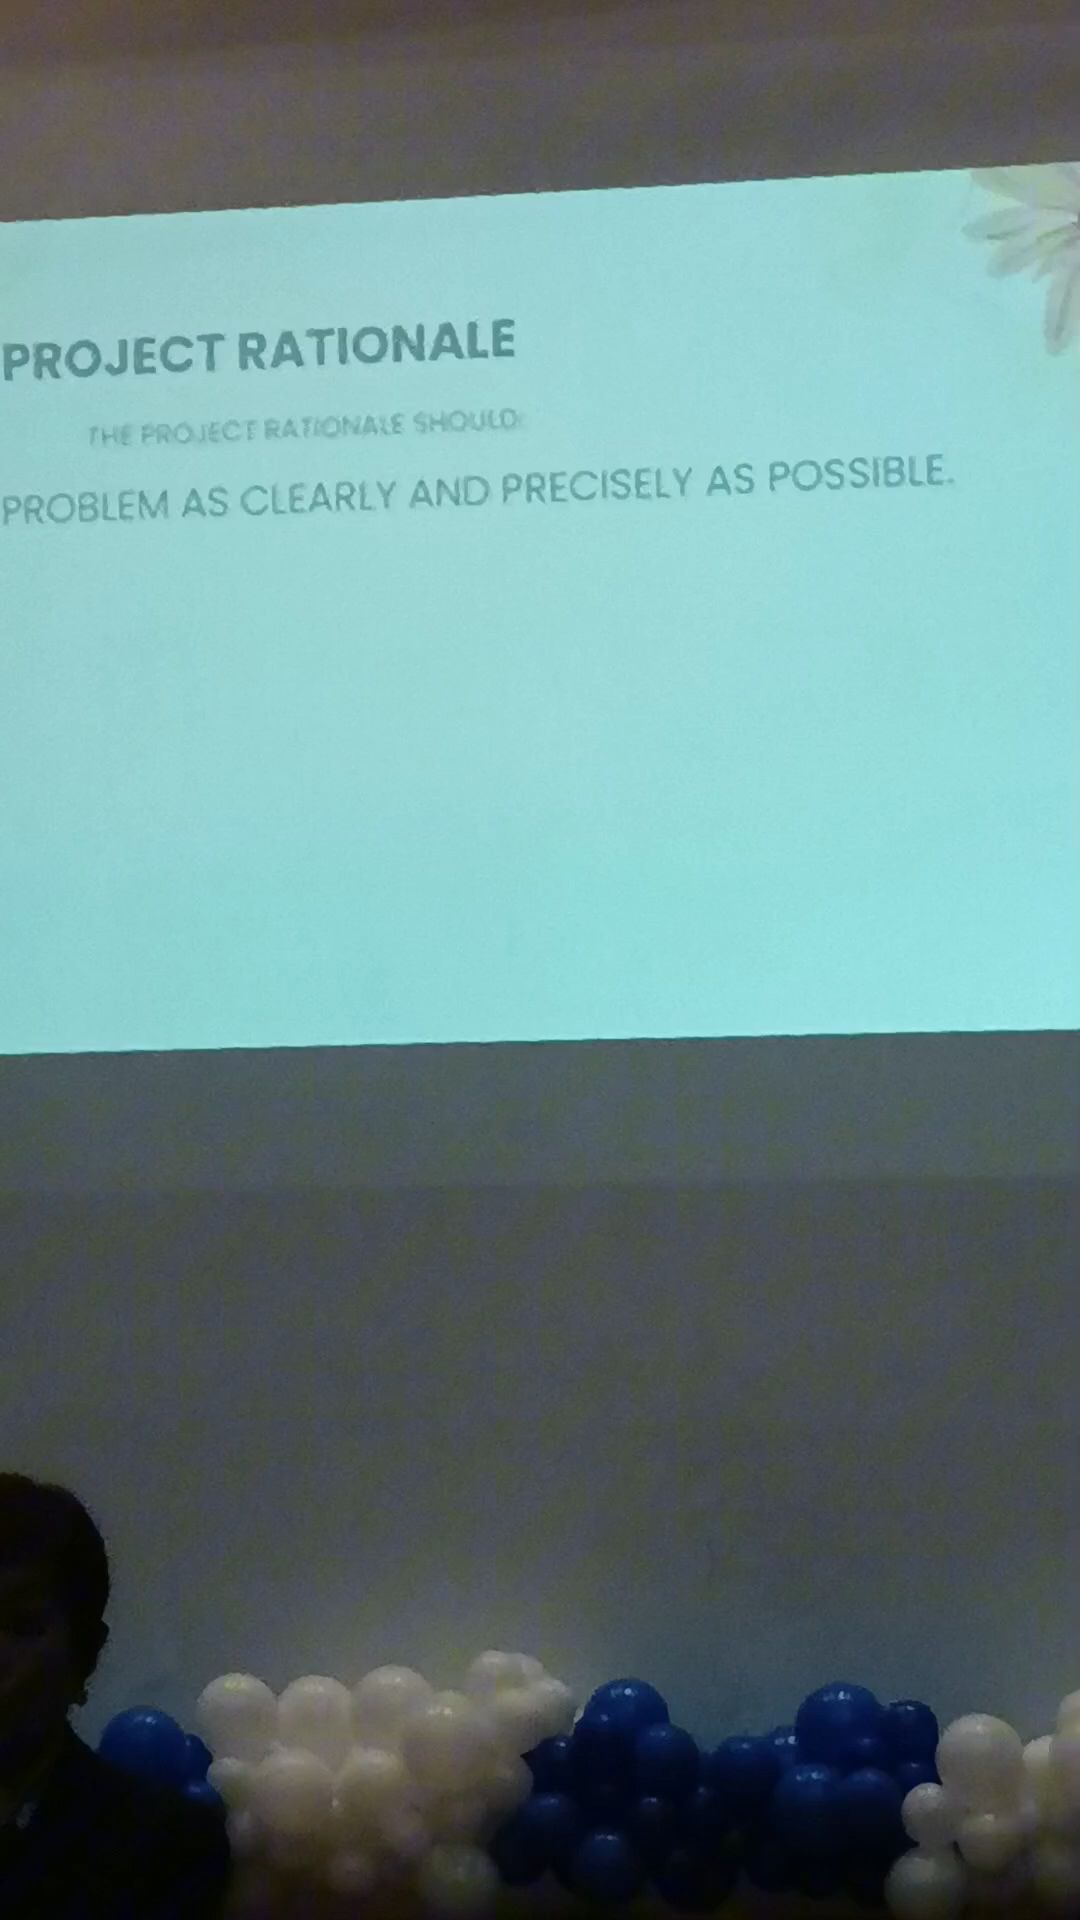 PROJECT RATIONALE
THE PROJECT RATIONALE SHOULD:
PROBLEM AS CLEARLY AND PRECISELY AS POSSIBLE.